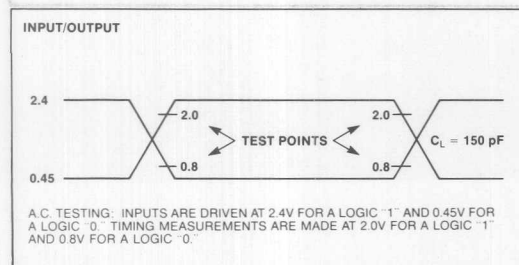 INPUT/OUTPUT
2.4
2.0
2.0
TEST POINTS
CL = 150 pF
0.8
0.8
0.45
A.C. TESTING: INPUTS ARE DRIVEN AT 2.4V FOR A LOGIC "1" AND 0.45V FOR
A LOGIC "0." TIMING MEASUREMENTS ARE MADE AT 2.0V FOR A LOGIC "1"
AND 0.8V FOR A LOGIC "0."